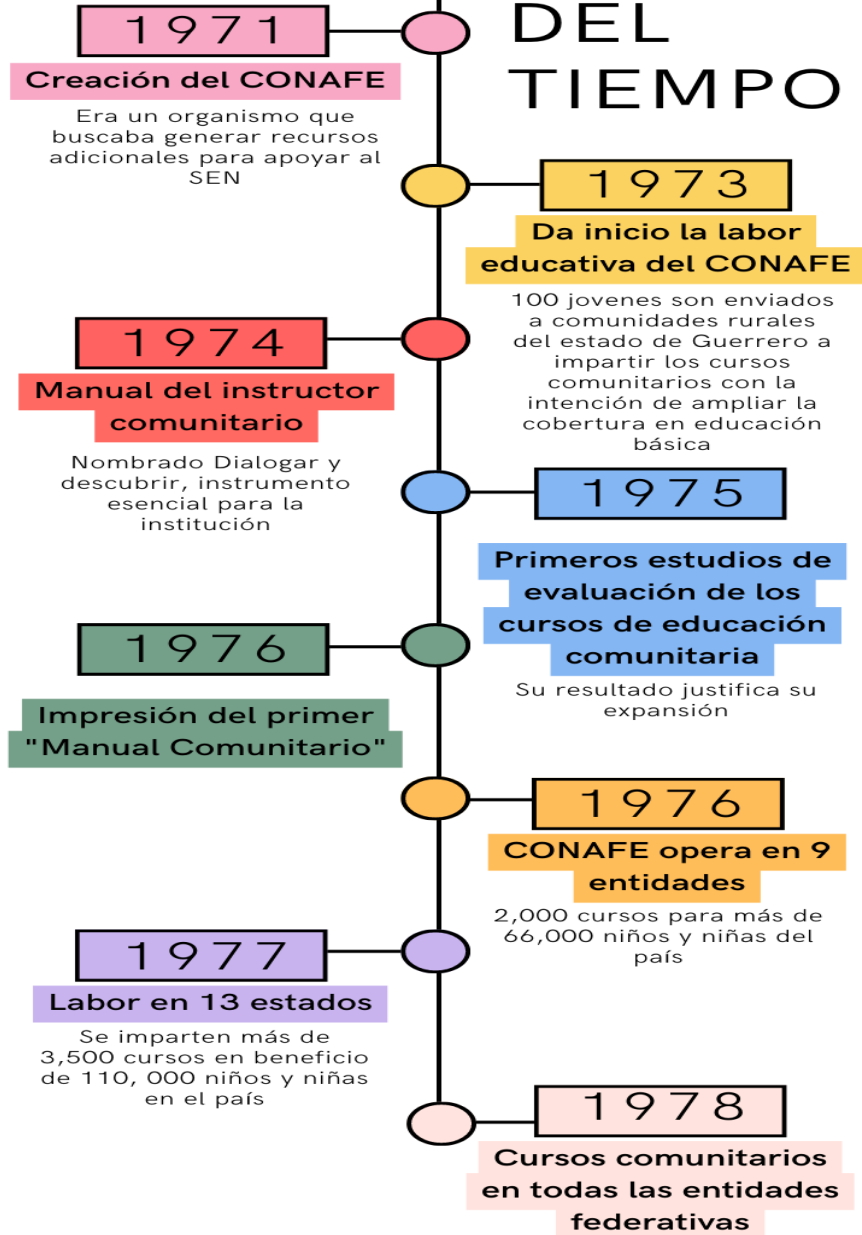 DEL
TIEMPO
1971
Creación del CONAFE
Era un organismo que
buscaba generar recursos
adicionales para apoyar al
SEN
1973
Da inicio la labor
educativa del CONAFE
100 jovenes son enviados
a comunidades rurales
del estado de Guerrero a
impartir los cursos
comunitarios con la
intención de ampliar la
cobertura en educación
básica
1974
Manual del instructor
comunitario
Nombrado Dialogar y
descubrir, instrumento
esencial para la
institución
1975
Primeros estudios de
evaluación de los
cursos de educación
comunitaria
Su resultado justifica su
expansión
1976
Impresión del primer
"Manual Comunitario"
1976
CONAFE opera en 9
entidades
2,000 cursos para más de
66,000 niños y niñas del
país
1977
Labor en 13 estados
Se imparten más de
3,500 cursos en beneficio
de 110, 000 niños y niñas
en el país
1978
Cursos comunitarios
en todas las entidades
federativas